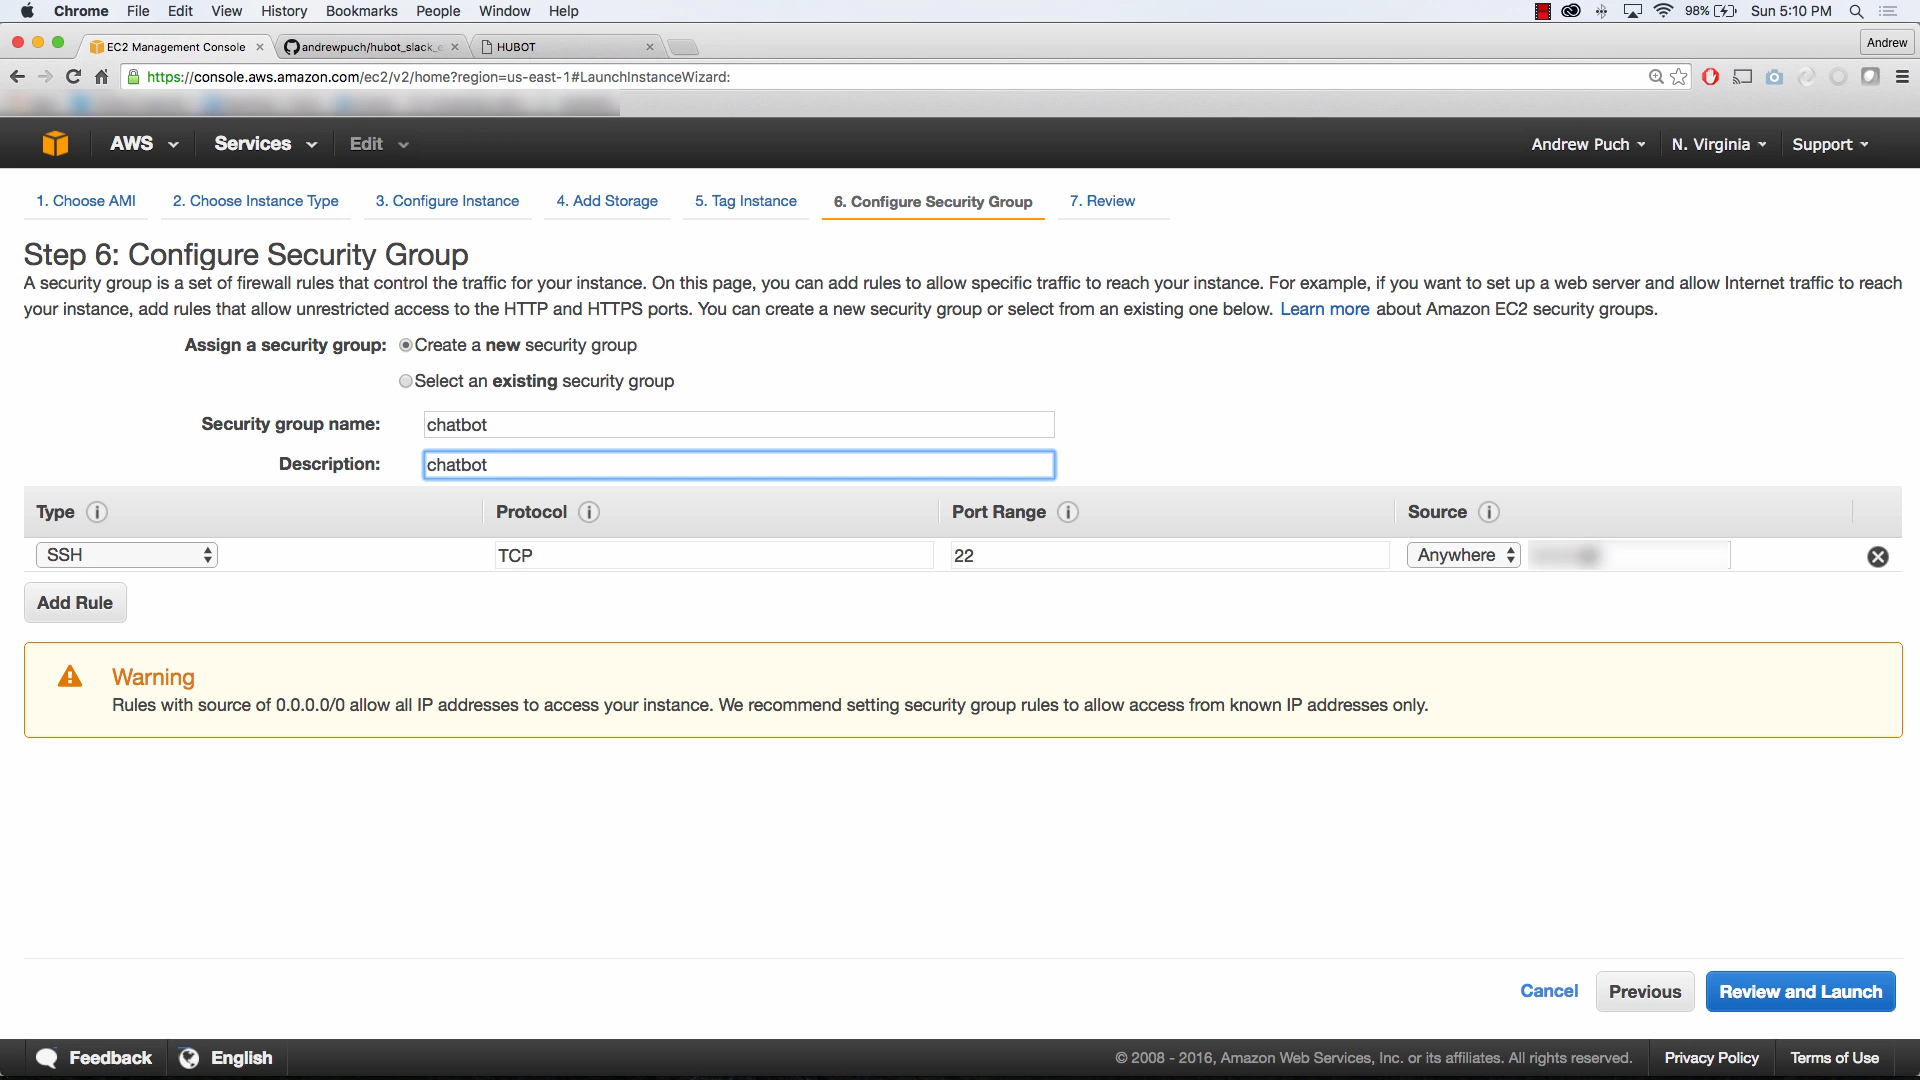 Chrome File Edit View History Bookmarks People Window Help 98% Sun 5:10 PM
EC2 Management Console andrewpuch/hubot_slack_ HUBOT Andrew
https://console.aws.amazon.com/ec2/v2/home?region=us-east-1#LaunchInstanceWizard:
AWS Services Edit Andrew Puch N. Virginia Support
1. Choose AMI 2. Choose Instance Type 3. Configure Instance 4. Add Storage 5. Tag Instance 6. Configure Security Group 7. Review
Step 6: Configure Security Group
A security group is a set of firewall rules that control the traffic for your instance. On this page, you can add rules to allow specific traffic to reach your instance. For example, if you want to set up a web server and allow Internet traffic to reach
your instance, add rules that allow unrestricted access to the HTTP and HTTPS ports. You can create a new security group or select from an existing one below. Learn more about Amazon EC2 security groups.
Assign a security group: Create a new security group
Select an existing security group
Security group name: chatbot
Description: chatbot
Type i Protocol i Port Range i Source i
SSH TCP 22 Anywhere
Add Rule
Warning
Rules with source of 0.0.0.0/0 allow all IP addresses to access your instance. We recommend setting security group rules to allow access from known IP addresses only.
Cancel Previous Review and Launch
Feedback English © 2008 - 2016, Amazon Web Services, Inc. or its affiliates. All rights reserved. Privacy Policy Terms of Use